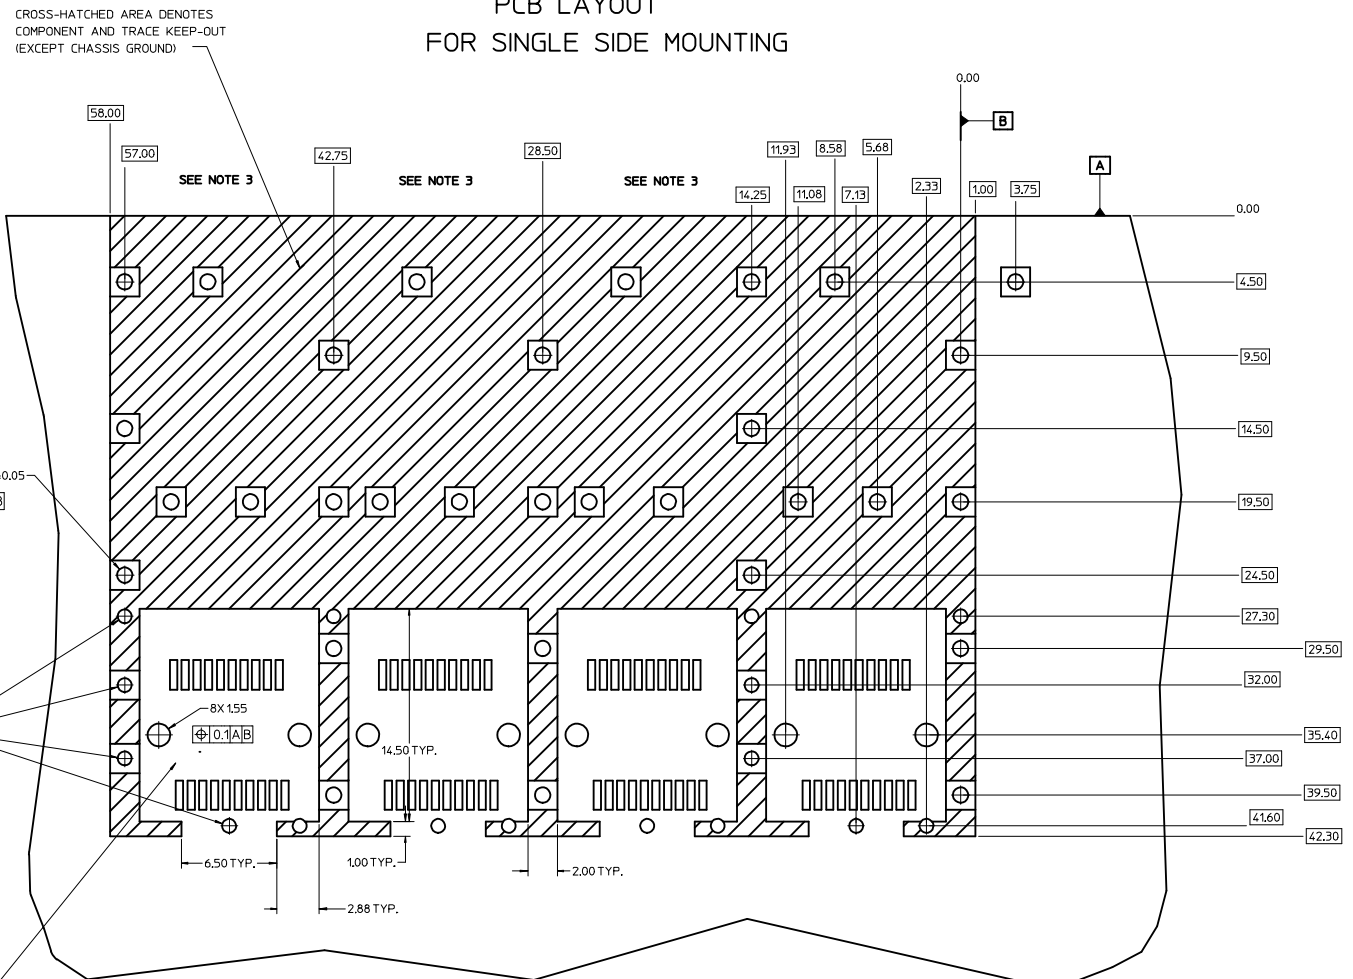 PCB LAYOUT
FOR SINGLE SIDE MOUNTING
CROSS-HATCHED AREA DENOTES
COMPONENT AND TRACE KEEP-OUT
(EXCEPT CHASSIS GROUND)
0.00
58.00
B
57.00
42.75
28.50
11.93
8.58
5.68
A
SEE NOTE 3
SEE NOTE 3
SEE NOTE 3
14.25
11.08
7.13
2.33
1.00
3.75
0.00
4.50
9.50
14.50
0.05
19.50
24.50
27.30
29.50
32.00
8X 1.55
0.1 A B
35.40
14.50 TYP.
37.00
39.50
41.60
42.30
6.50 TYP.
1.00 TYP.
2.00 TYP.
2.88 TYP.